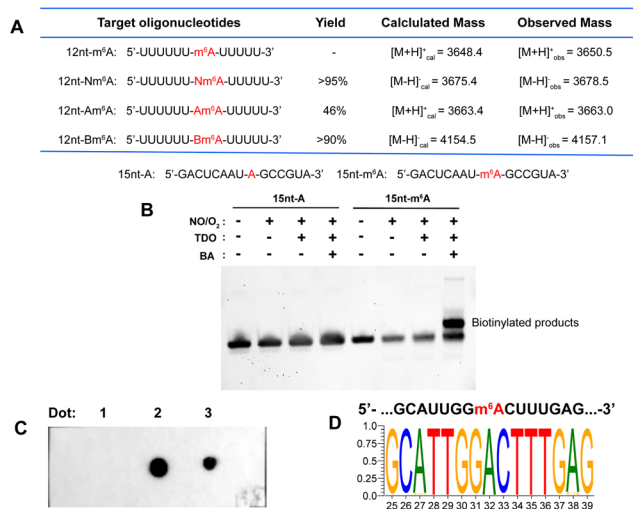 A
Target oligonucleotides Yield Calclulated Mass Observed Mass
12nt-m⁶A: 5'-UUUUUU-m⁶A-UUUUU-3' - [M+H]⁺cal = 3648.4 [M+H]⁺obs = 3650.5
12nt-Nm⁶A: 5'-UUUUUU-Nm⁶A-UUUUU-3' >95% [M-H]⁻cal = 3675.4 [M-H]⁻obs = 3678.5
12nt-Am⁶A: 5'-UUUUUU-Am⁶A-UUUUU-3' 46% [M+H]⁺cal = 3663.4 [M+H]⁺obs = 3663.0
12nt-Bm⁶A: 5'-UUUUUU-Bm⁶A-UUUUU-3' >90% [M-H]⁻cal = 4154.5 [M-H]⁻obs = 4157.1
15nt-A: 5'-GACUCAAU-A-GCCGUA-3' 15nt-m⁶A: 5'-GACUCAAU-m⁶A-GCCGUA-3'
B
15nt-A 15nt-m⁶A
NO/O₂ : - + + + - + + +
TDO : - - + + - - + +
BA : - - - + - - - +
Biotinylated products
C
Dot: 1 2 3
D
5'- ...GCAUUGGm⁶ACUUUGAG...-3'
1.0
0.75
0.5
0.25
0.0
GCATTGGACTTTGAG
25 26 27 28 29 30 31 32 33 34 35 36 37 38 39